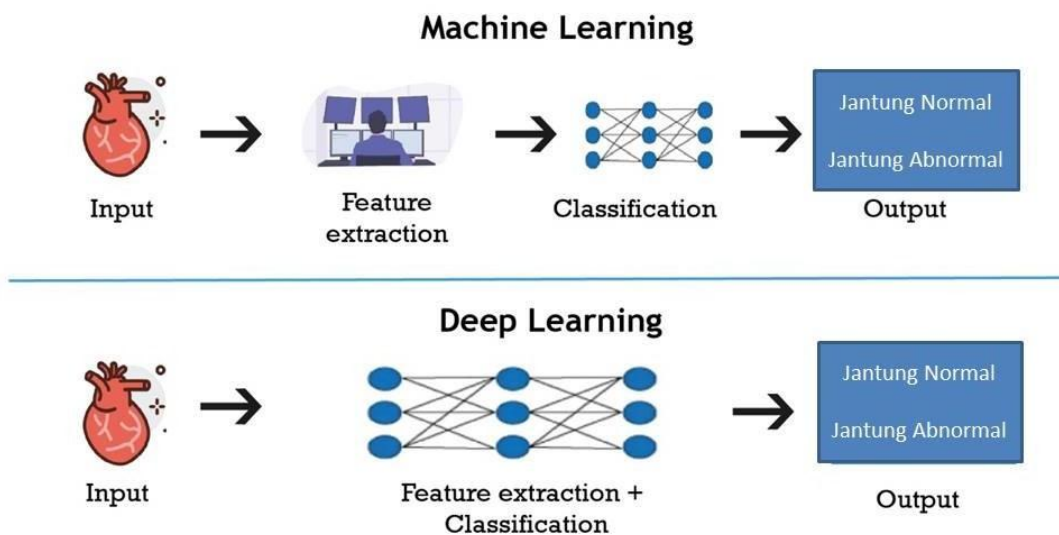 Machine Learning
Input
Feature
extraction
Classification
Jantung Normal
Jantung Abnormal
Output
Deep Learning
Input
Feature extraction +
Classification
Jantung Normal
Jantung Abnormal
Output